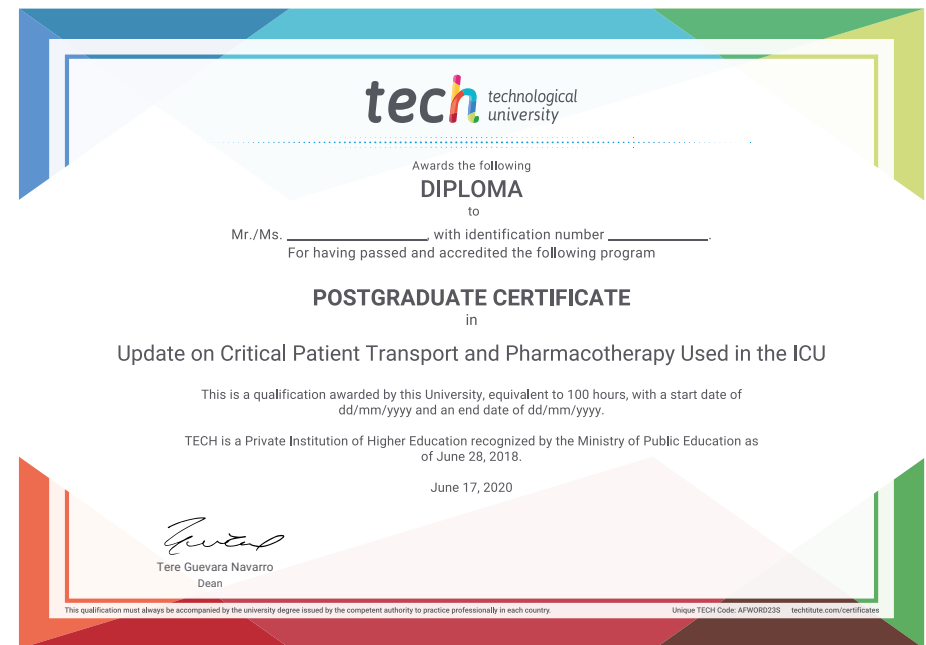 tech technological
university
Awards the following
DIPLOMA
to
Mr./Ms. ____________________, with identification number ______________.
For having passed and accredited the following program
POSTGRADUATE CERTIFICATE
in
Update on Critical Patient Transport and Pharmacotherapy Used in the ICU
This is a qualification awarded by this University, equivalent to 100 hours, with a start date of
dd/mm/yyyy and an end date of dd/mm/yyyy.
TECH is a Private Institution of Higher Education recognized by the Ministry of Public Education as
of June 28, 2018.
June 17, 2020
Tere Guevara Navarro
Dean
This qualification must always be accompanied by the university degree issued by the competent authority to practice professionally in each country. Unique TECH Code: AFWORD23S techtitute.com/certificates